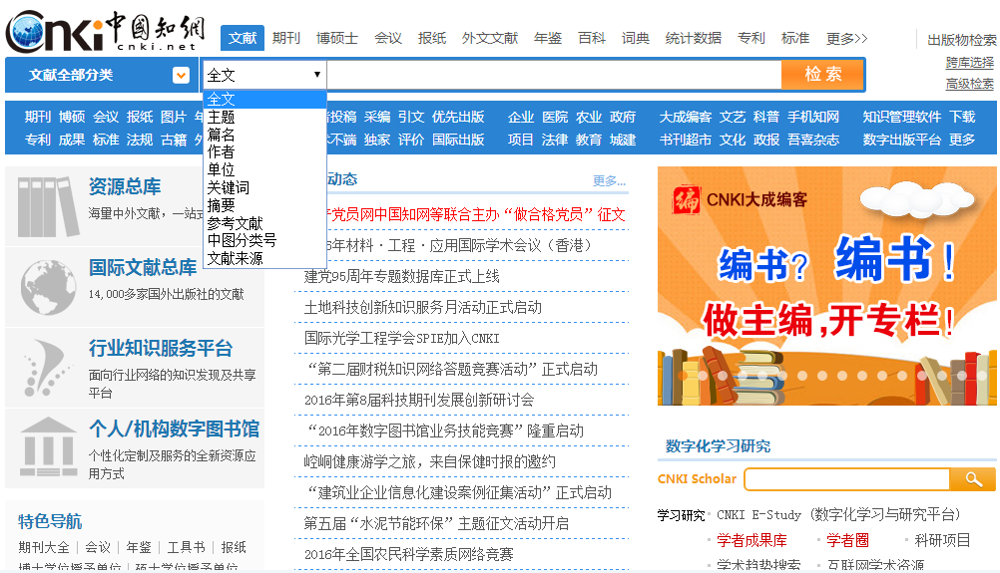 Cnki中國知網
cnki.net
文献 期刊 博硕士 会议 报纸 外文文献 年鉴 百科 词典 统计数据 专利 标准 更多>>
出版物检索
文献全部分类 全文 检索
跨库选择
高级检索
全文
主题
篇名
作者
单位
关键词
摘要
参考文献
中图分类号
文献来源
期刊 博硕 会议 报纸 图片 投稿 采编 引文 优先出版 企业 医院 农业 政府 大成编客 文艺 科普 手机知网 知识管理软件 下载
专利 成果 标准 法规 古籍 不端 独家 评价 国际出版 项目 法律 教育 城建 书刊超市 文化 政报 吾喜杂志 数字出版平台 更多
资源总库
海量中外文献，一站式
国际文献总库
14,000多家国外出版社的文献
行业知识服务平台
面向行业网络的知识发现及共享
平台
个人/机构数字图书馆
个性化定制及服务的全新资源应
用方式
特色导航
期刊大全 | 会议 | 年鉴 | 工具书 | 报纸
博士学位授予单位 | 硕士学位授予单位
动态 更多...
党员网中国知网等联合主办“做合格党员”征文
6年材料·工程·应用国际学术会议（香港）
建党95周年专题数据库正式上线
土地科技创新知识服务月活动正式启动
国际光学工程学会SPIE加入CNKI
“第二届财税知识网络答题竞赛活动”正式启动
2016年第8届科技期刊发展创新研讨会
“2016年数字图书馆业务技能竞赛”隆重启动
崆峒健康游学之旅，来自保健时报的邀约
“建筑业企业信息化建设案例征集活动”正式启动
第五届“水泥节能环保”主题征文活动开启
2016年全国农民科学素质网络竞赛
编 CNKI大成编客
编书? 编书!
做主编,开专栏!
数字化学习研究
CNKI Scholar
学习研究 CNKI E-Study (数字化学习与研究平台)
学者成果库 学者圈 科研项目
学术趋势搜索 互联网学术资源